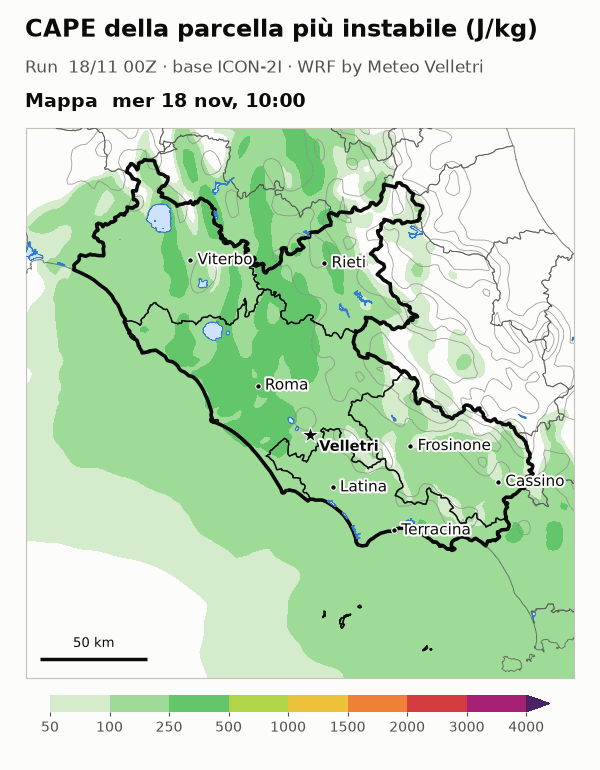 CAPE della parcella più instabile (J/kg)
Run  18/11 00Z · base ICON-2I · WRF by Meteo Velletri
Mappa  mer 18 nov, 10:00
Viterbo
Rieti
Roma
Velletri
Frosinone
Cassino
Latina
Terracina
50 km
50 100 250 500 1000 1500 2000 3000 4000